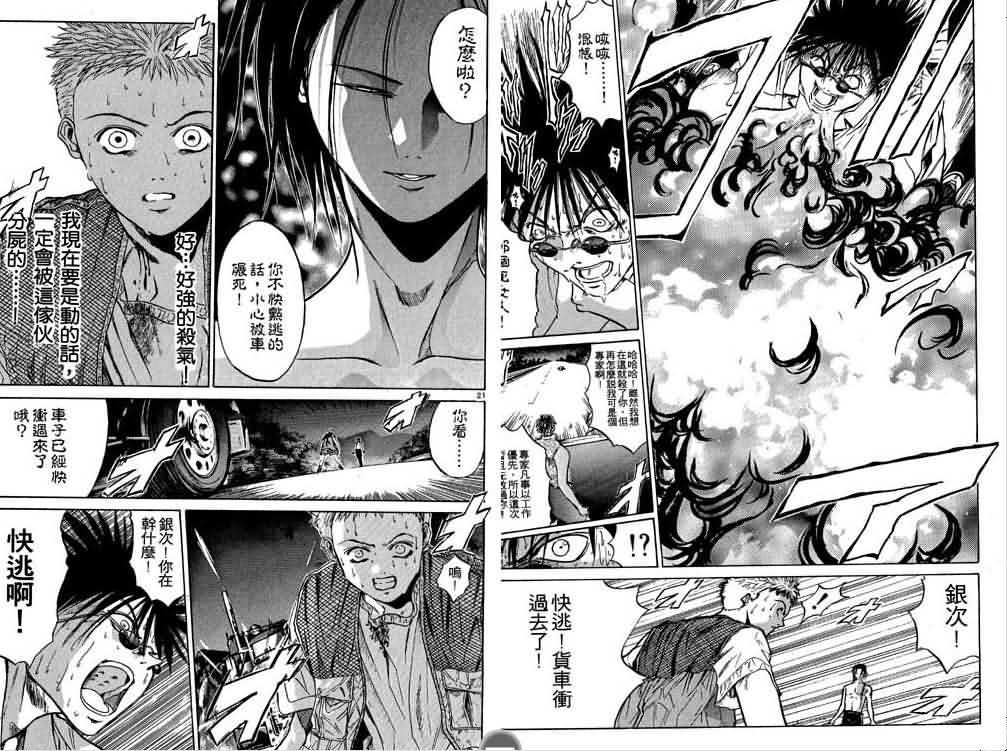 咳咳……
混帳！
哈哈哈！雖然我想
在這就殺了你，但
再怎麼說我可是個
專家啊！
專家凡事以工作
優先，所以這次
!?
銀次！
快逃！貨車衝
過去了！
怎麼啦？
你不快點逃的
話，小心被車
碾死！
好…好強的殺氣！
我現在要是動的話，
一定會被這傢伙
分屍的………！
21
你看……
車子已經快
衝過來了
哦？
嗚！
銀次！你在
幹什麼！
快逃啊！